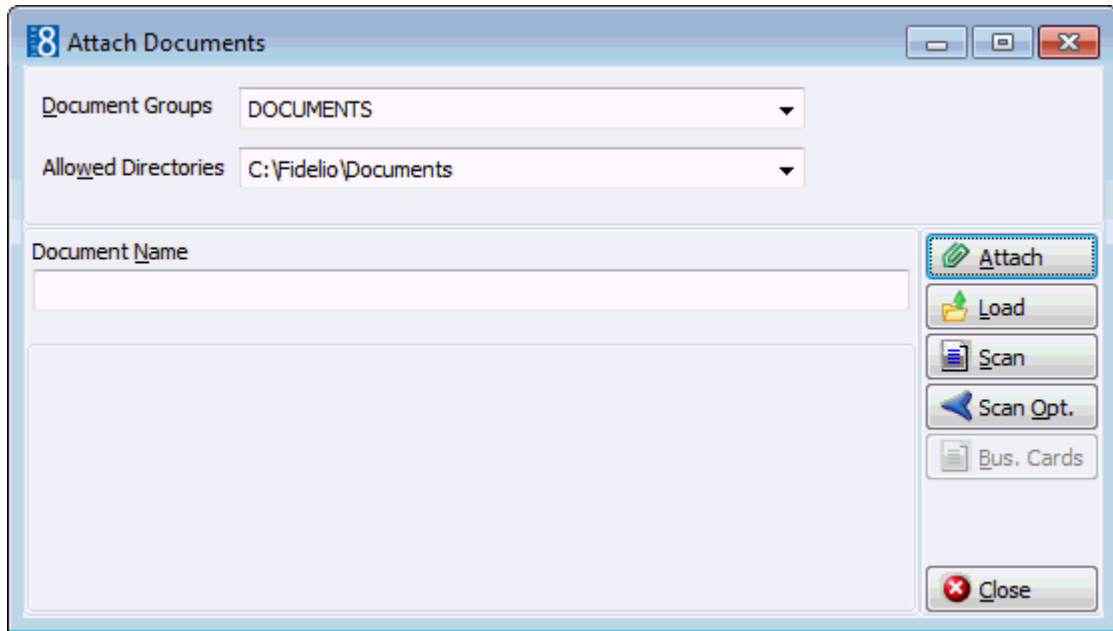 8 Attach Documents
Document Groups DOCUMENTS
Allowed Directories C:\Fidelio\Documents
Document Name
Attach
Load
Scan
Scan Opt.
Bus. Cards
Close